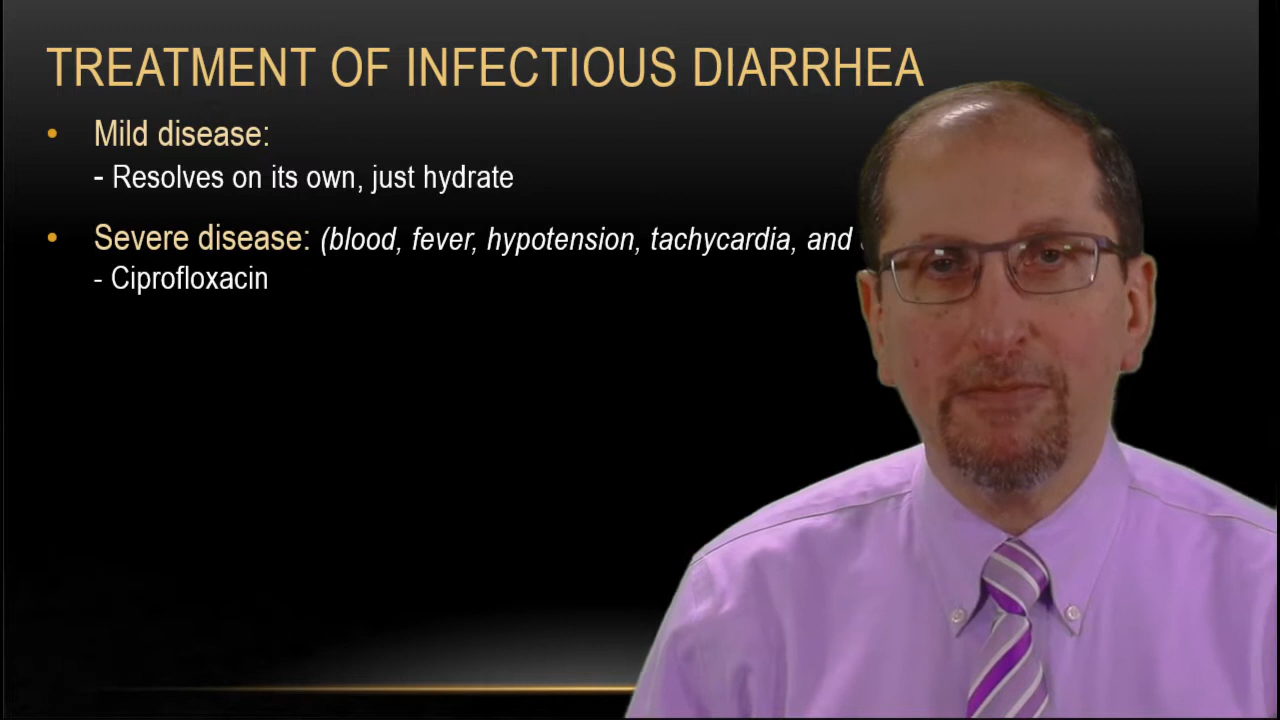 TREATMENT OF INFECTIOUS DIARRHEA
• Mild disease:
- Resolves on its own, just hydrate
• Severe disease: (blood, fever, hypotension, tachycardia, and
- Ciprofloxacin